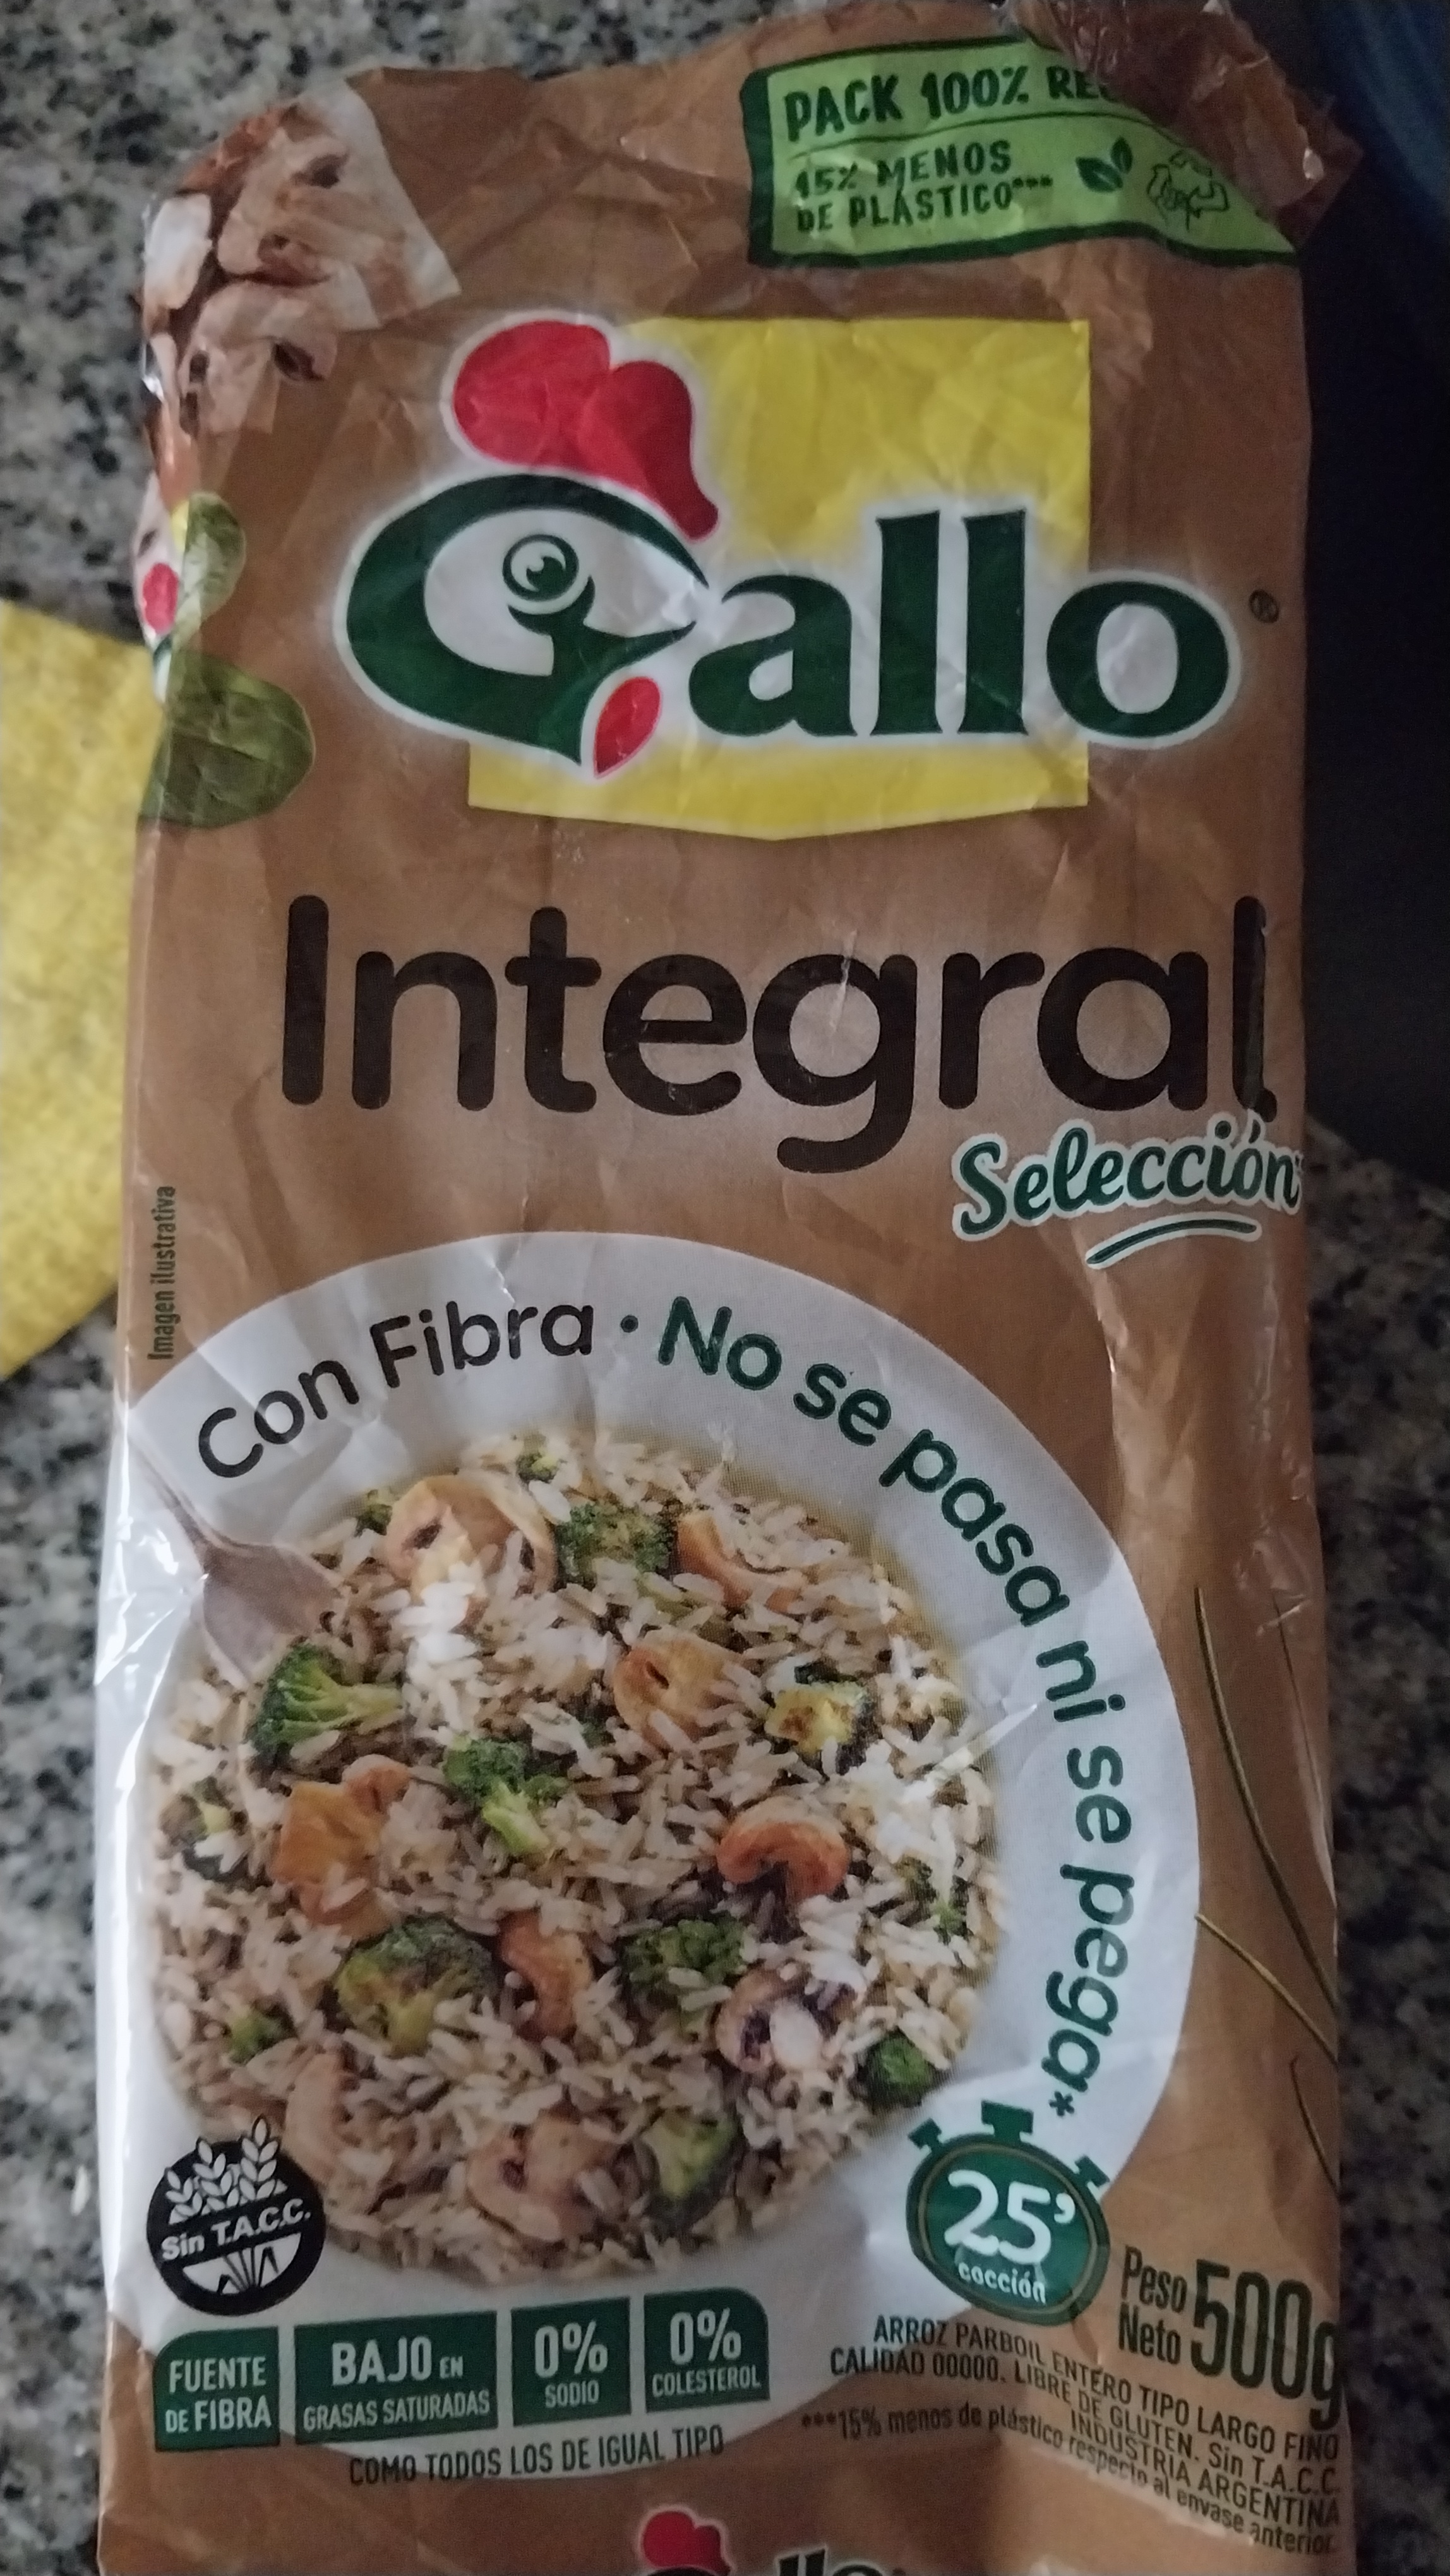 PACK 100%
15% MENOS
DE PLÁSTICO***
Gallo®
Integral
Selección
Imagen ilustrativa
Con Fibra · No se pasa ni se pega*
Sin T.A.C.C.
25'
cocción
Peso
Neto 500g
FUENTE
DE FIBRA
BAJO EN
GRASAS SATURADAS
0%
SODIO
0%
COLESTEROL
COMO TODOS LOS DE IGUAL TIPO
ARROZ PARBOIL ENTERO TIPO LARGO FINO
CALIDAD 00000. LIBRE DE GLUTEN. Sin T.A.C.C.
INDUSTRIA ARGENTINA
***15% menos de plástico respecto al envase anterior.